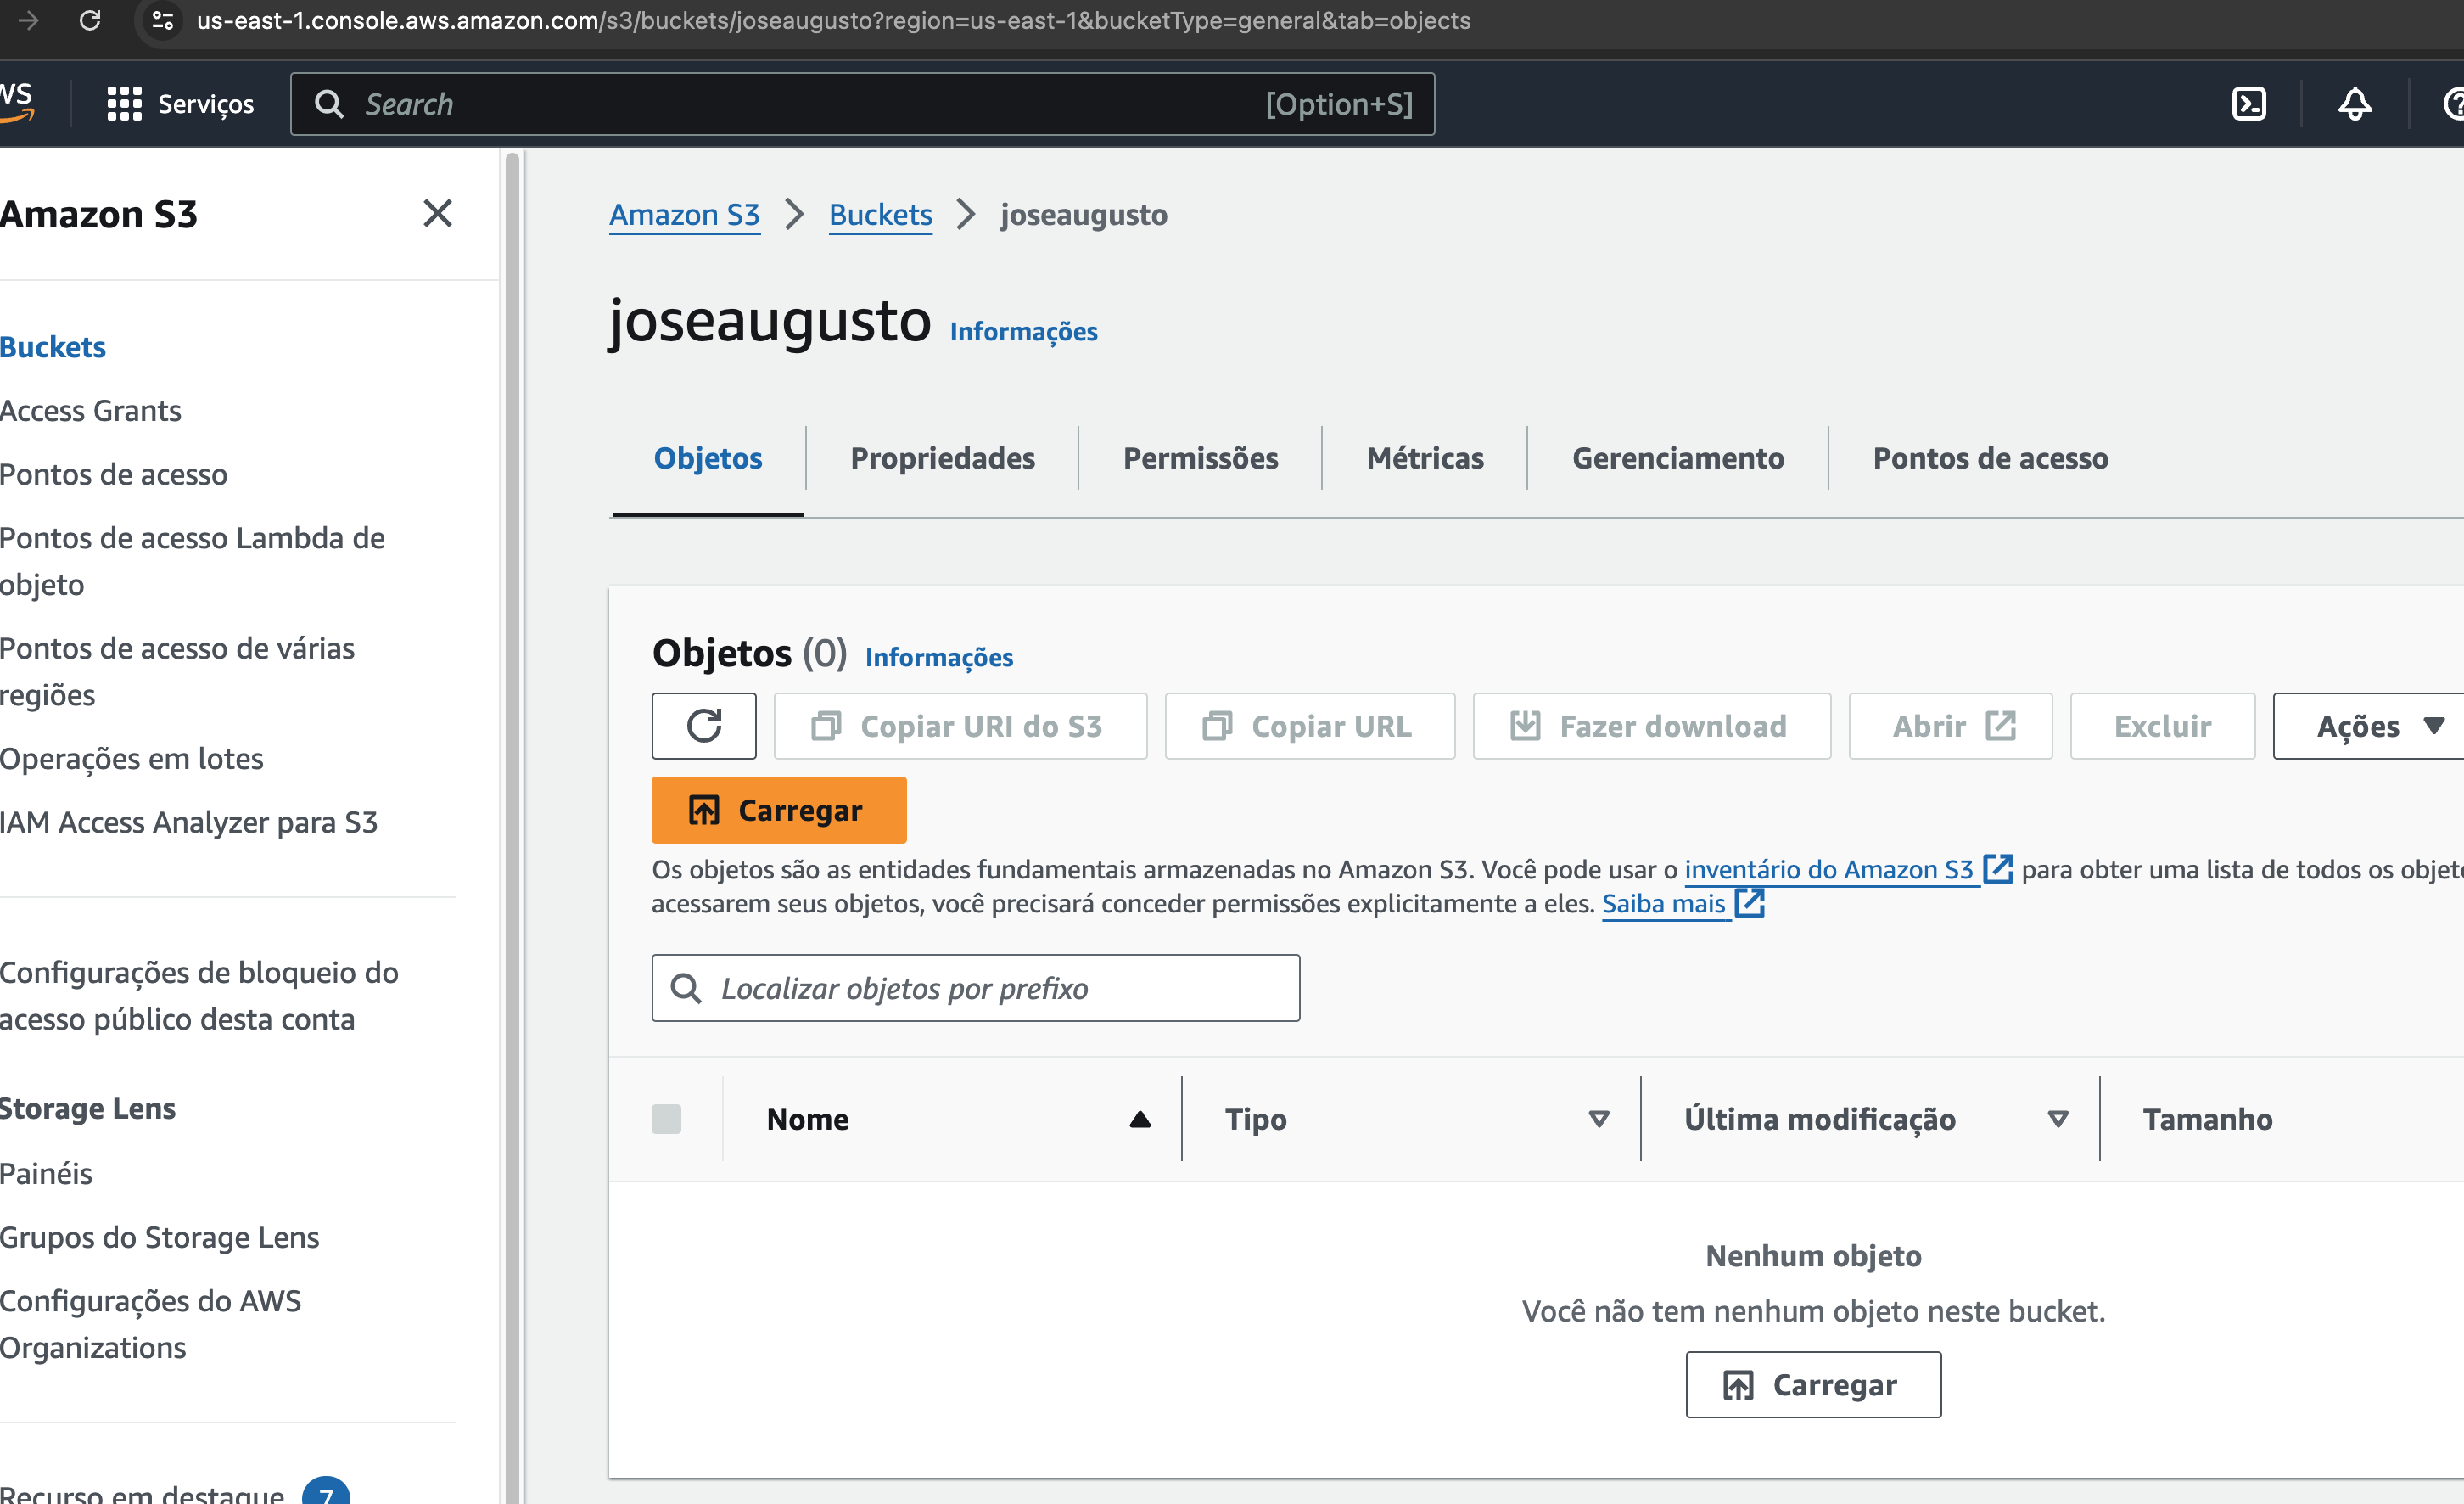 us-east-1.console.aws.amazon.com/s3/buckets/joseaugusto?region=us-east-1&bucketType=general&tab=objects
Serviços
Search
[Option+S]
Amazon S3
Buckets
Access Grants
Pontos de acesso
Pontos de acesso Lambda de
objeto
Pontos de acesso de várias
regiões
Operações em lotes
IAM Access Analyzer para S3
Configurações de bloqueio do
acesso público desta conta
Storage Lens
Painéis
Grupos do Storage Lens
Configurações do AWS
Organizations
Recurso em destaque 7
Amazon S3 > Buckets > joseaugusto
joseaugusto Informações
Objetos
Propriedades
Permissões
Métricas
Gerenciamento
Pontos de acesso
Objetos (0) Informações
Copiar URI do S3
Copiar URL
Fazer download
Abrir
Excluir
Ações
Carregar
Os objetos são as entidades fundamentais armazenadas no Amazon S3. Você pode usar o inventário do Amazon S3 para obter uma lista de todos os objet
acessarem seus objetos, você precisará conceder permissões explicitamente a eles. Saiba mais
Localizar objetos por prefixo
Nome
Tipo
Última modificação
Tamanho
Nenhum objeto
Você não tem nenhum objeto neste bucket.
Carregar